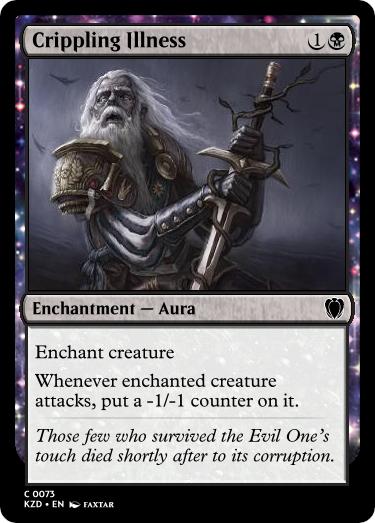 Crippling Illness 1
Enchantment — Aura
Enchant creature
Whenever enchanted creature
attacks, put a -1/-1 counter on it.
Those few who survived the Evil One's
touch died shortly after to its corruption.
C 0073
KZD • EN FAXTAR